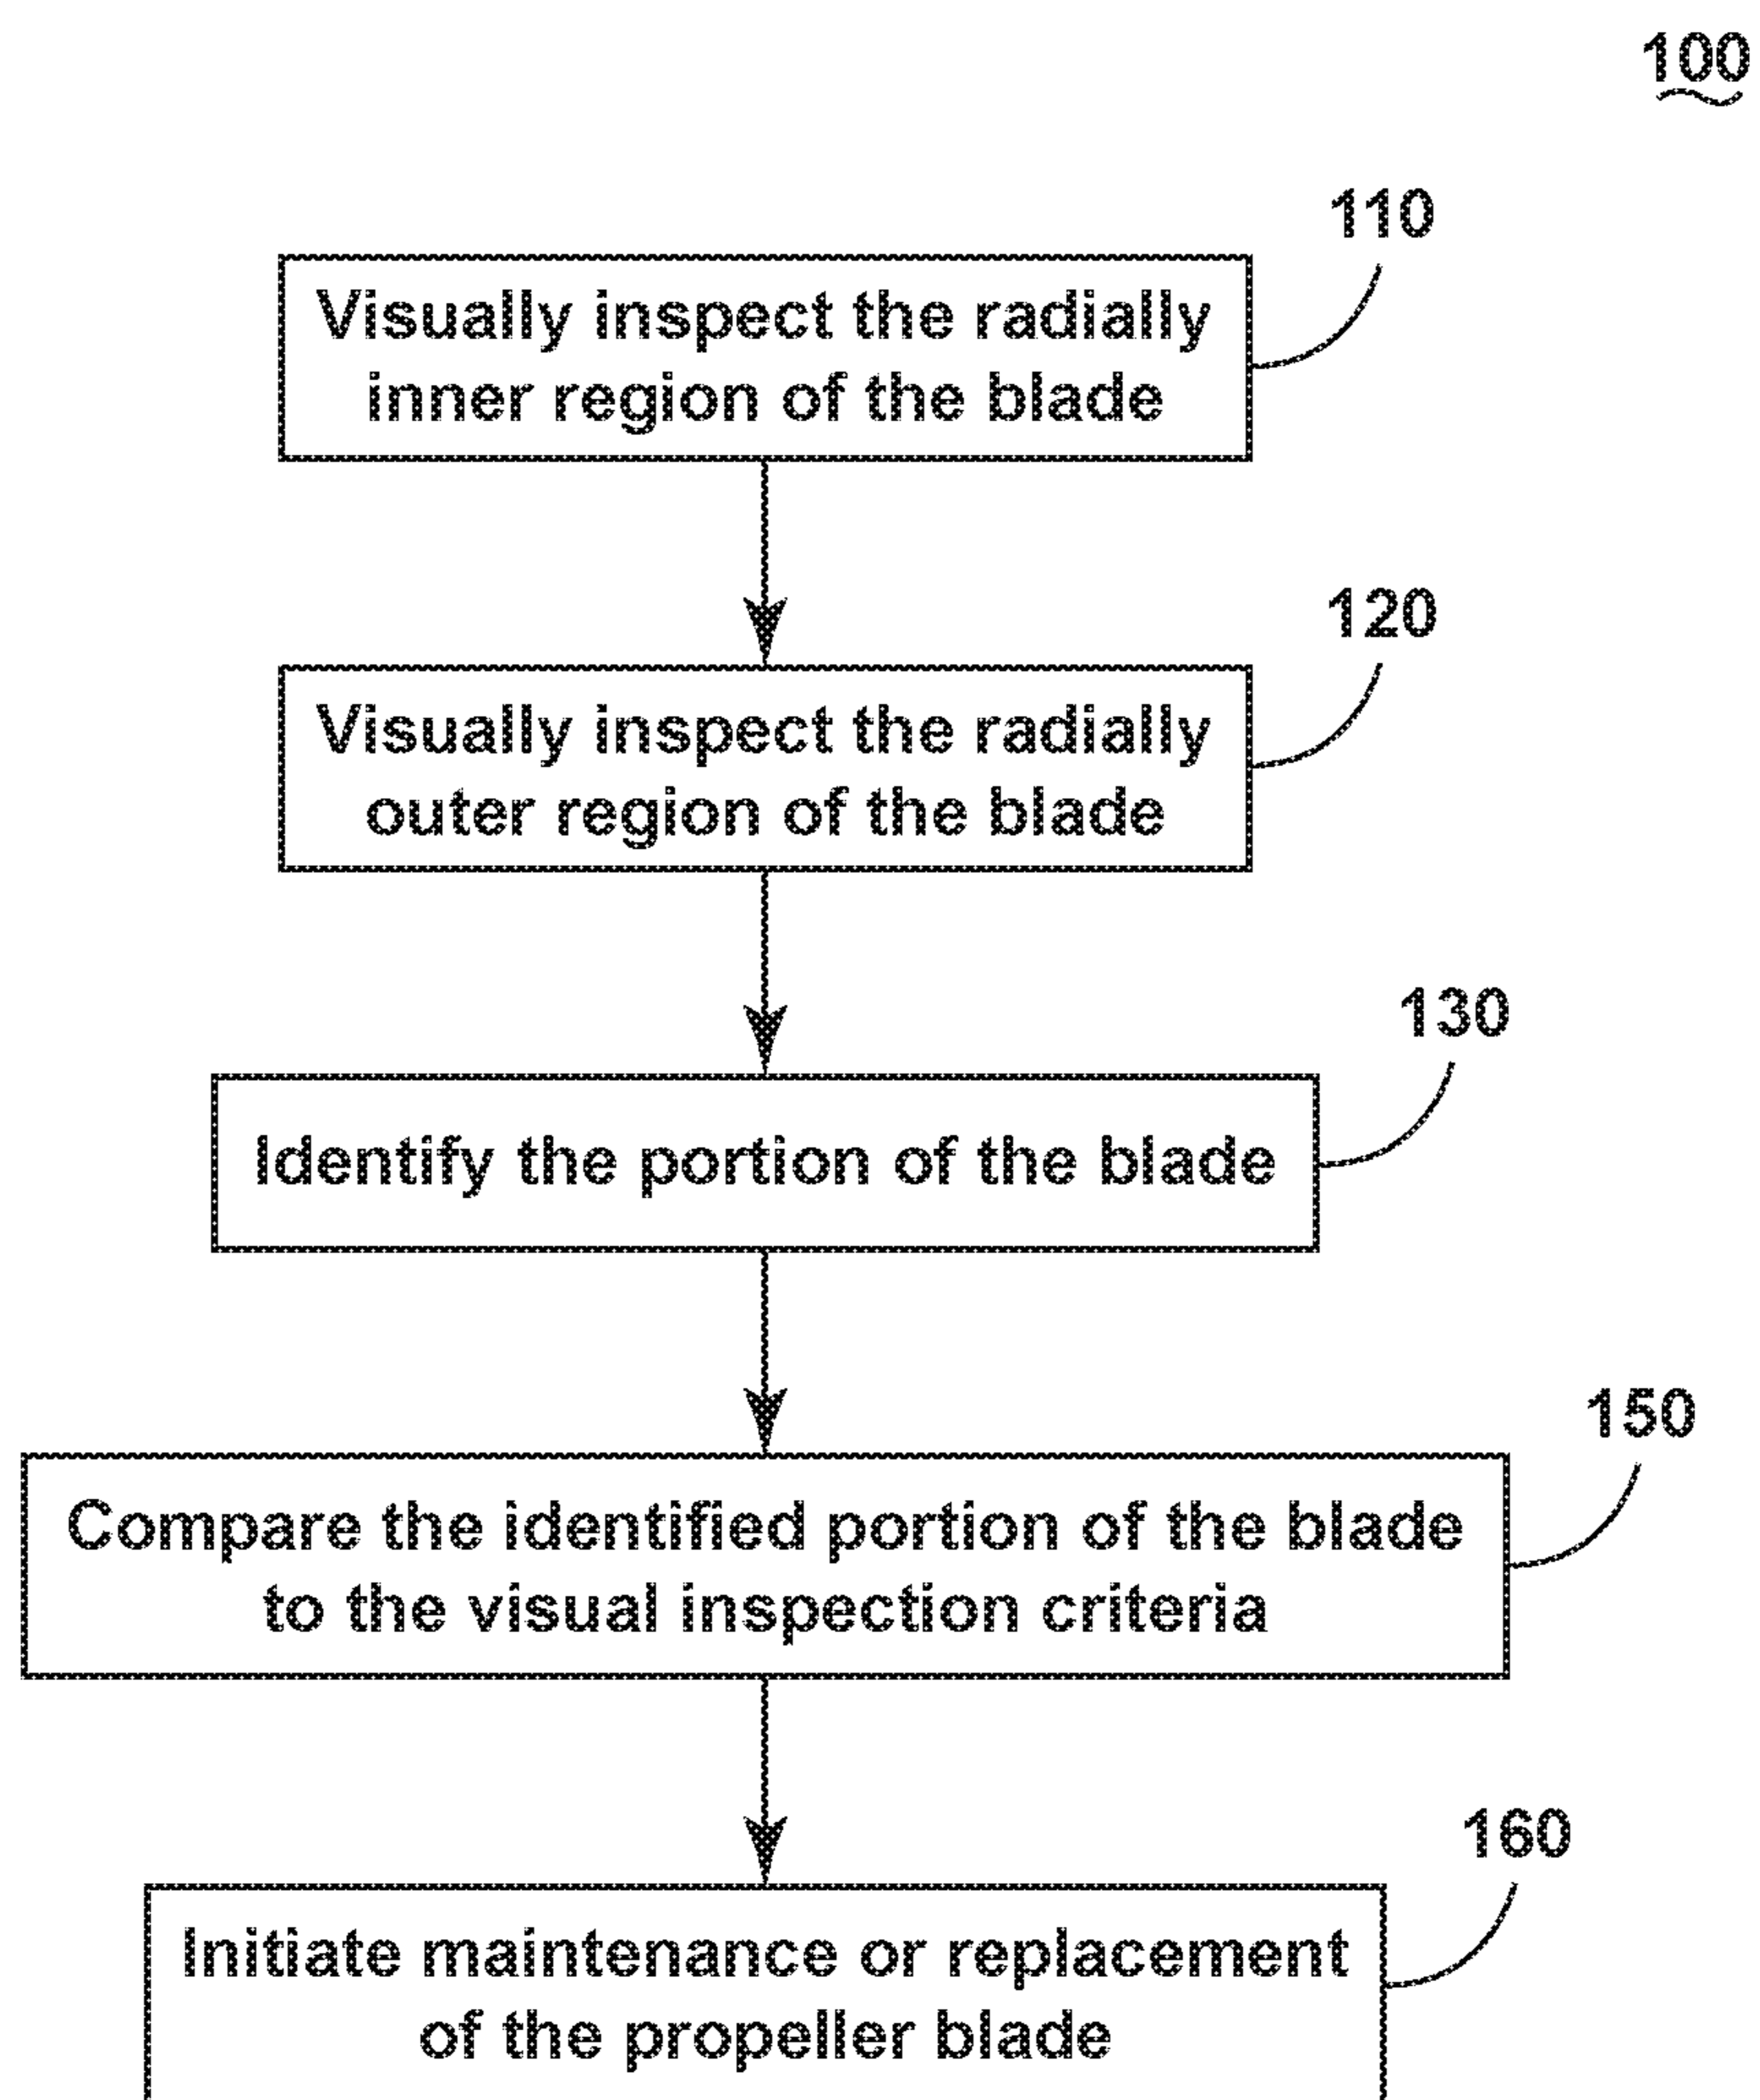 100
110
Visually inspect the radially
inner region of the blade
120
Visually inspect the radially
outer region of the blade
130
Identify the portion of the blade
150
Compare the identified portion of the blade
to the visual inspection criteria
160
Initiate maintenance or replacement
of the propeller blade